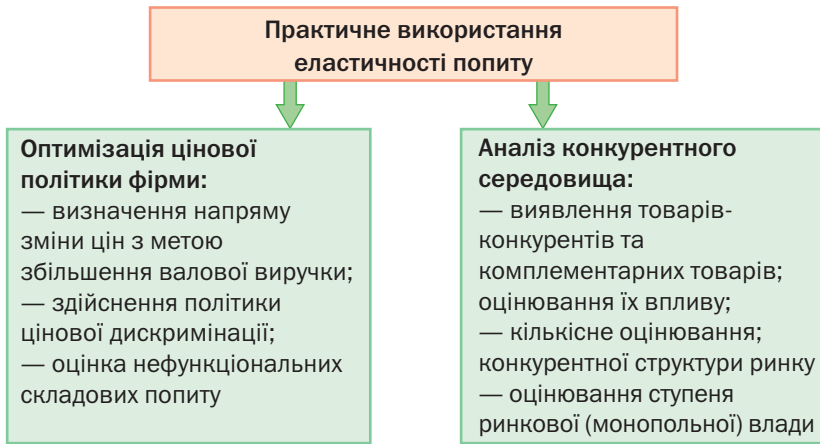 Практичне використання
еластичності попиту
Оптимізація цінової
політики фірми:
— визначення напряму
зміни цін з метою
збільшення валової виручки;
— здійснення політики
цінової дискримінації;
— оцінка нефункціональних
складових попиту
Аналіз конкурентного
середовища:
— виявлення товарів-
конкурентів та
комплементарних товарів;
оцінювання їх впливу;
— кількісне оцінювання;
конкурентної структури ринку
— оцінювання ступеня
ринкової (монопольної) влади